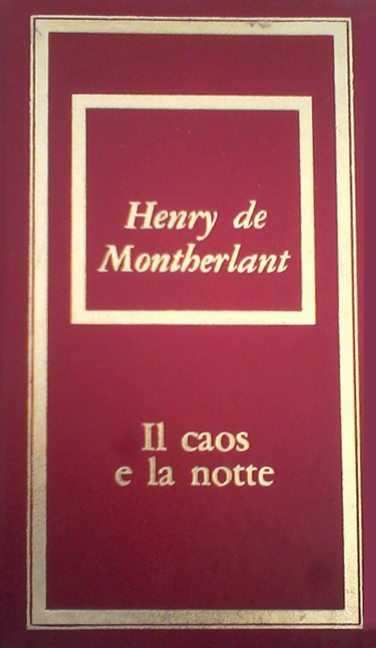 Henry de
Montherlant
Il caos
e la notte